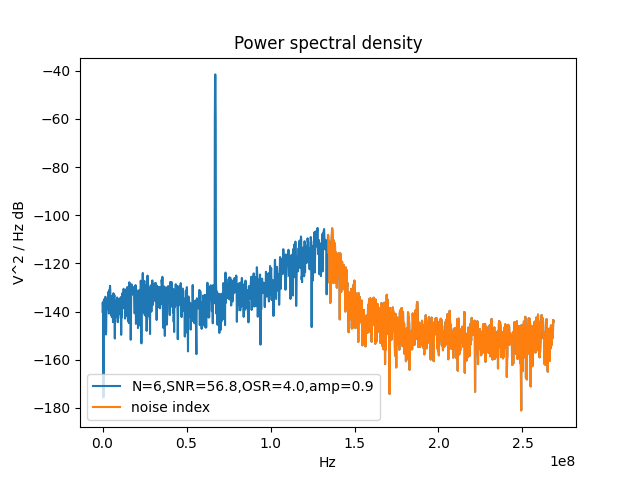 Power spectral density
V^2 / Hz dB
−40
−60
−80
−100
−120
−140
−160
−180
N=6,SNR=56.8,OSR=4.0,amp=0.9
noise index
0.0 0.5 1.0 1.5 2.0 2.5
1e8
Hz